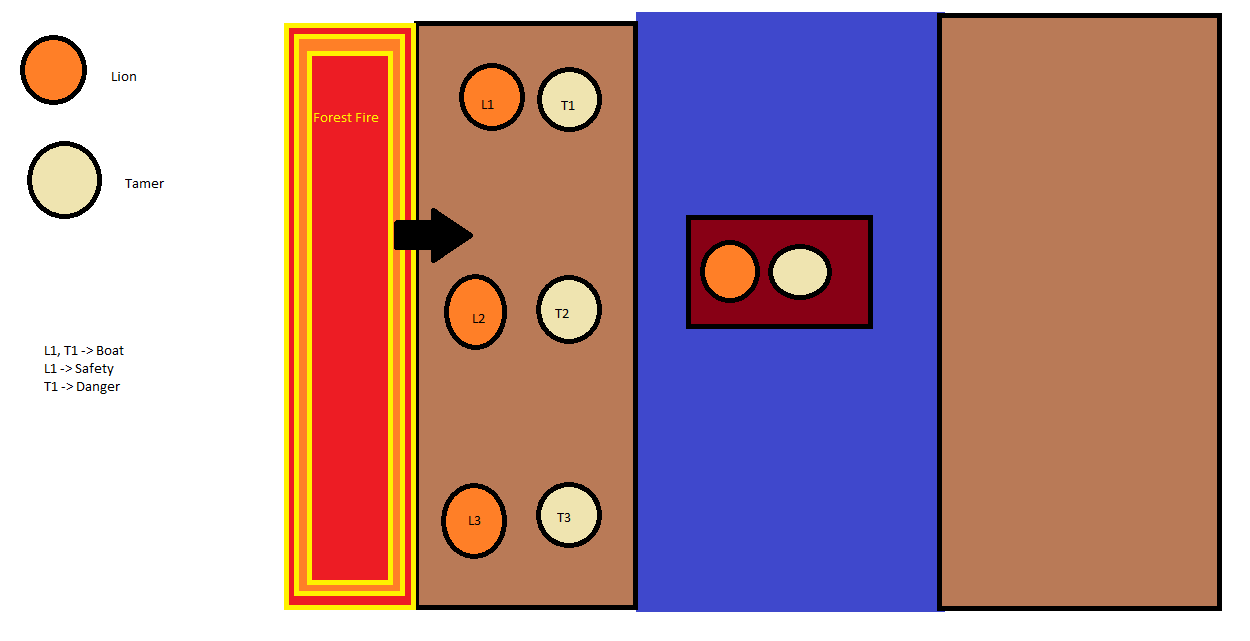 Lion
Tamer
L1, T1 -> Boat
L1 -> Safety
T1 -> Danger
Forest Fire
L1
T1
L2
T2
L3
T3